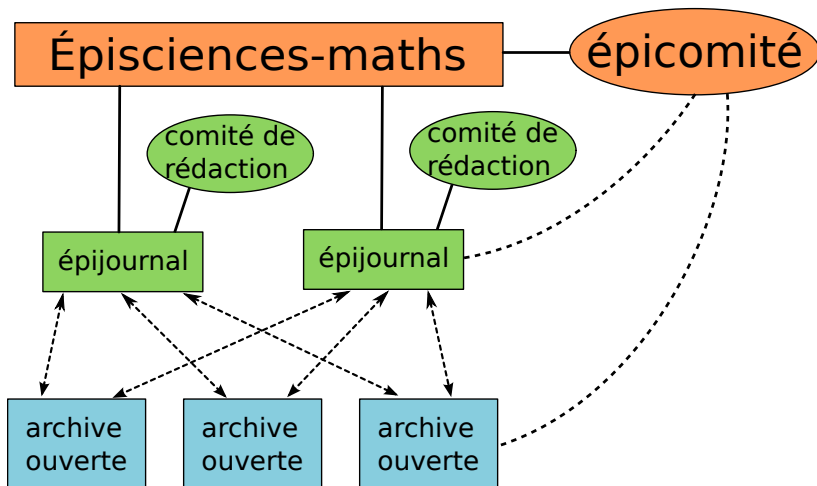 Épisciences-maths
épicomité
comité de
rédaction
comité de
rédaction
épijournal
épijournal
archive
ouverte
archive
ouverte
archive
ouverte